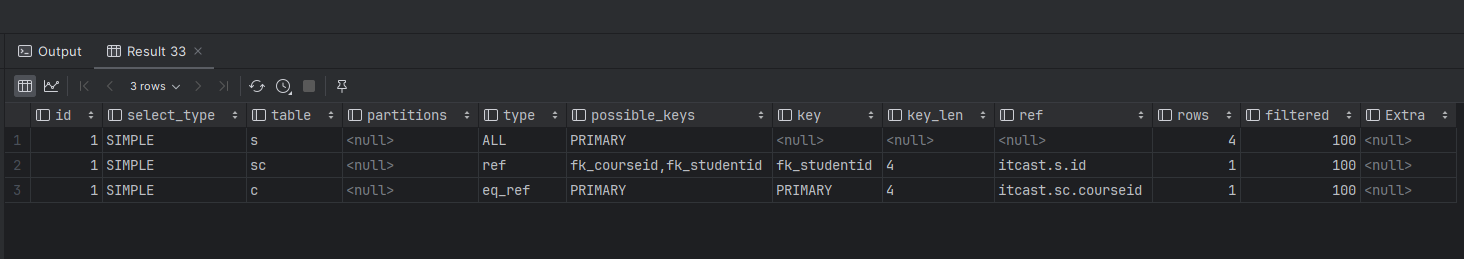 Output Result 33
3 rows
id select_type table partitions type possible_keys key key_len ref rows filtered Extra
1 1 SIMPLE s <null> ALL PRIMARY <null> <null> <null> 4 100 <null>
2 1 SIMPLE sc <null> ref fk_courseid,fk_studentid fk_studentid 4 itcast.s.id 1 100 <null>
3 1 SIMPLE c <null> eq_ref PRIMARY PRIMARY 4 itcast.sc.courseid 1 100 <null>